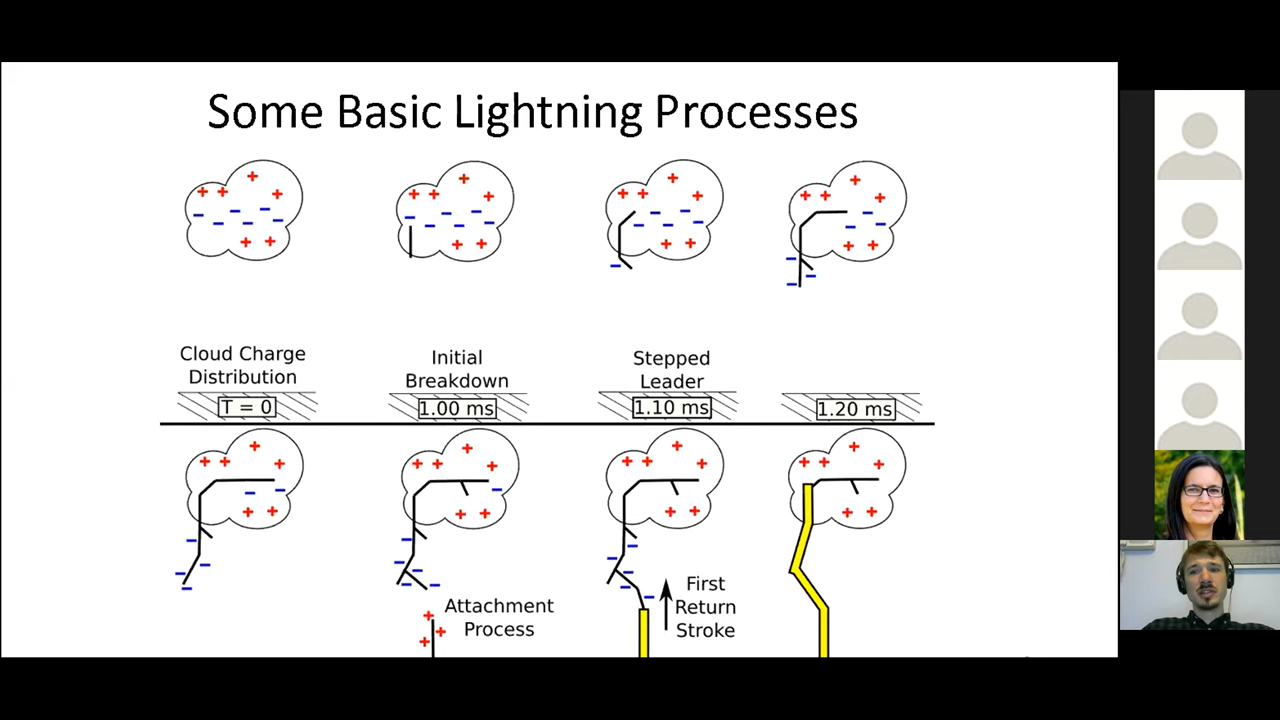 Some Basic Lightning Processes
Cloud Charge
Distribution
Initial
Breakdown
Stepped
Leader
T = 0
1.00 ms
1.10 ms
1.20 ms
Attachment
Process
First
Return
Stroke